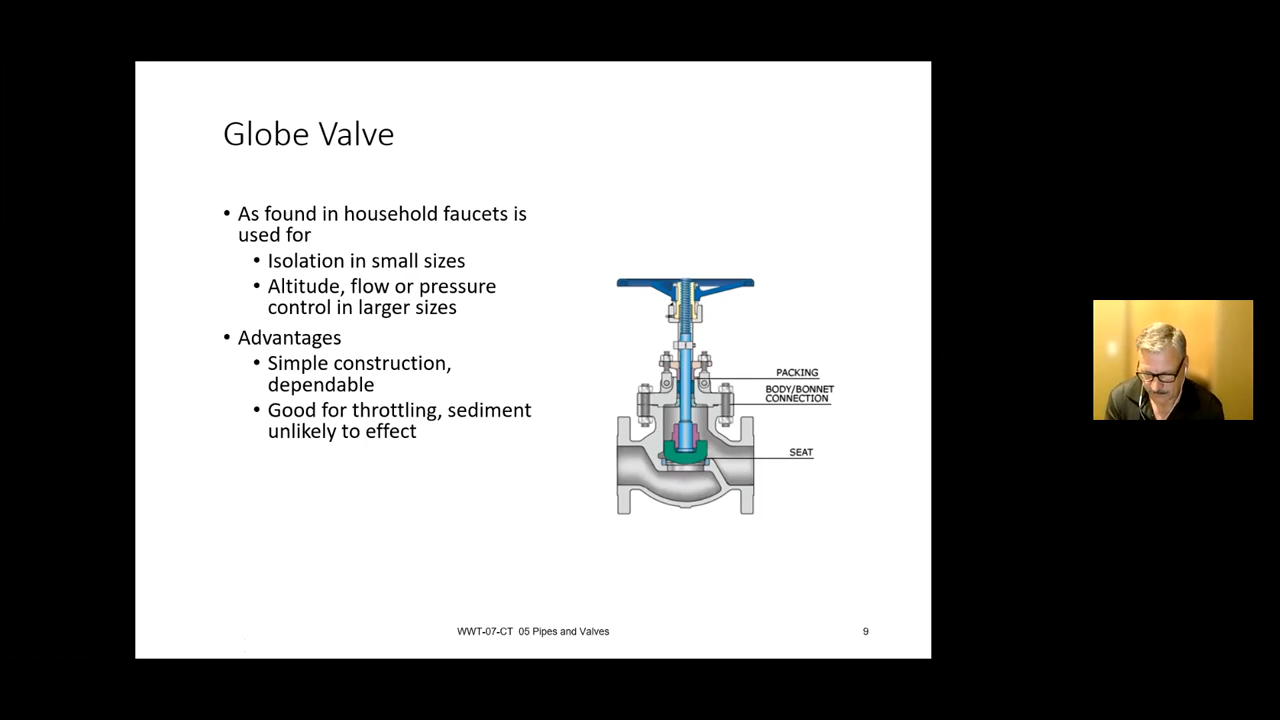 Globe Valve
• As found in household faucets is
used for
• Isolation in small sizes
• Altitude, flow or pressure
control in larger sizes
• Advantages
• Simple construction,
dependable
• Good for throttling, sediment
unlikely to effect
PACKING
BODY/BONNET
CONNECTION
SEAT
WWT-07-CT 05 Pipes and Valves
9